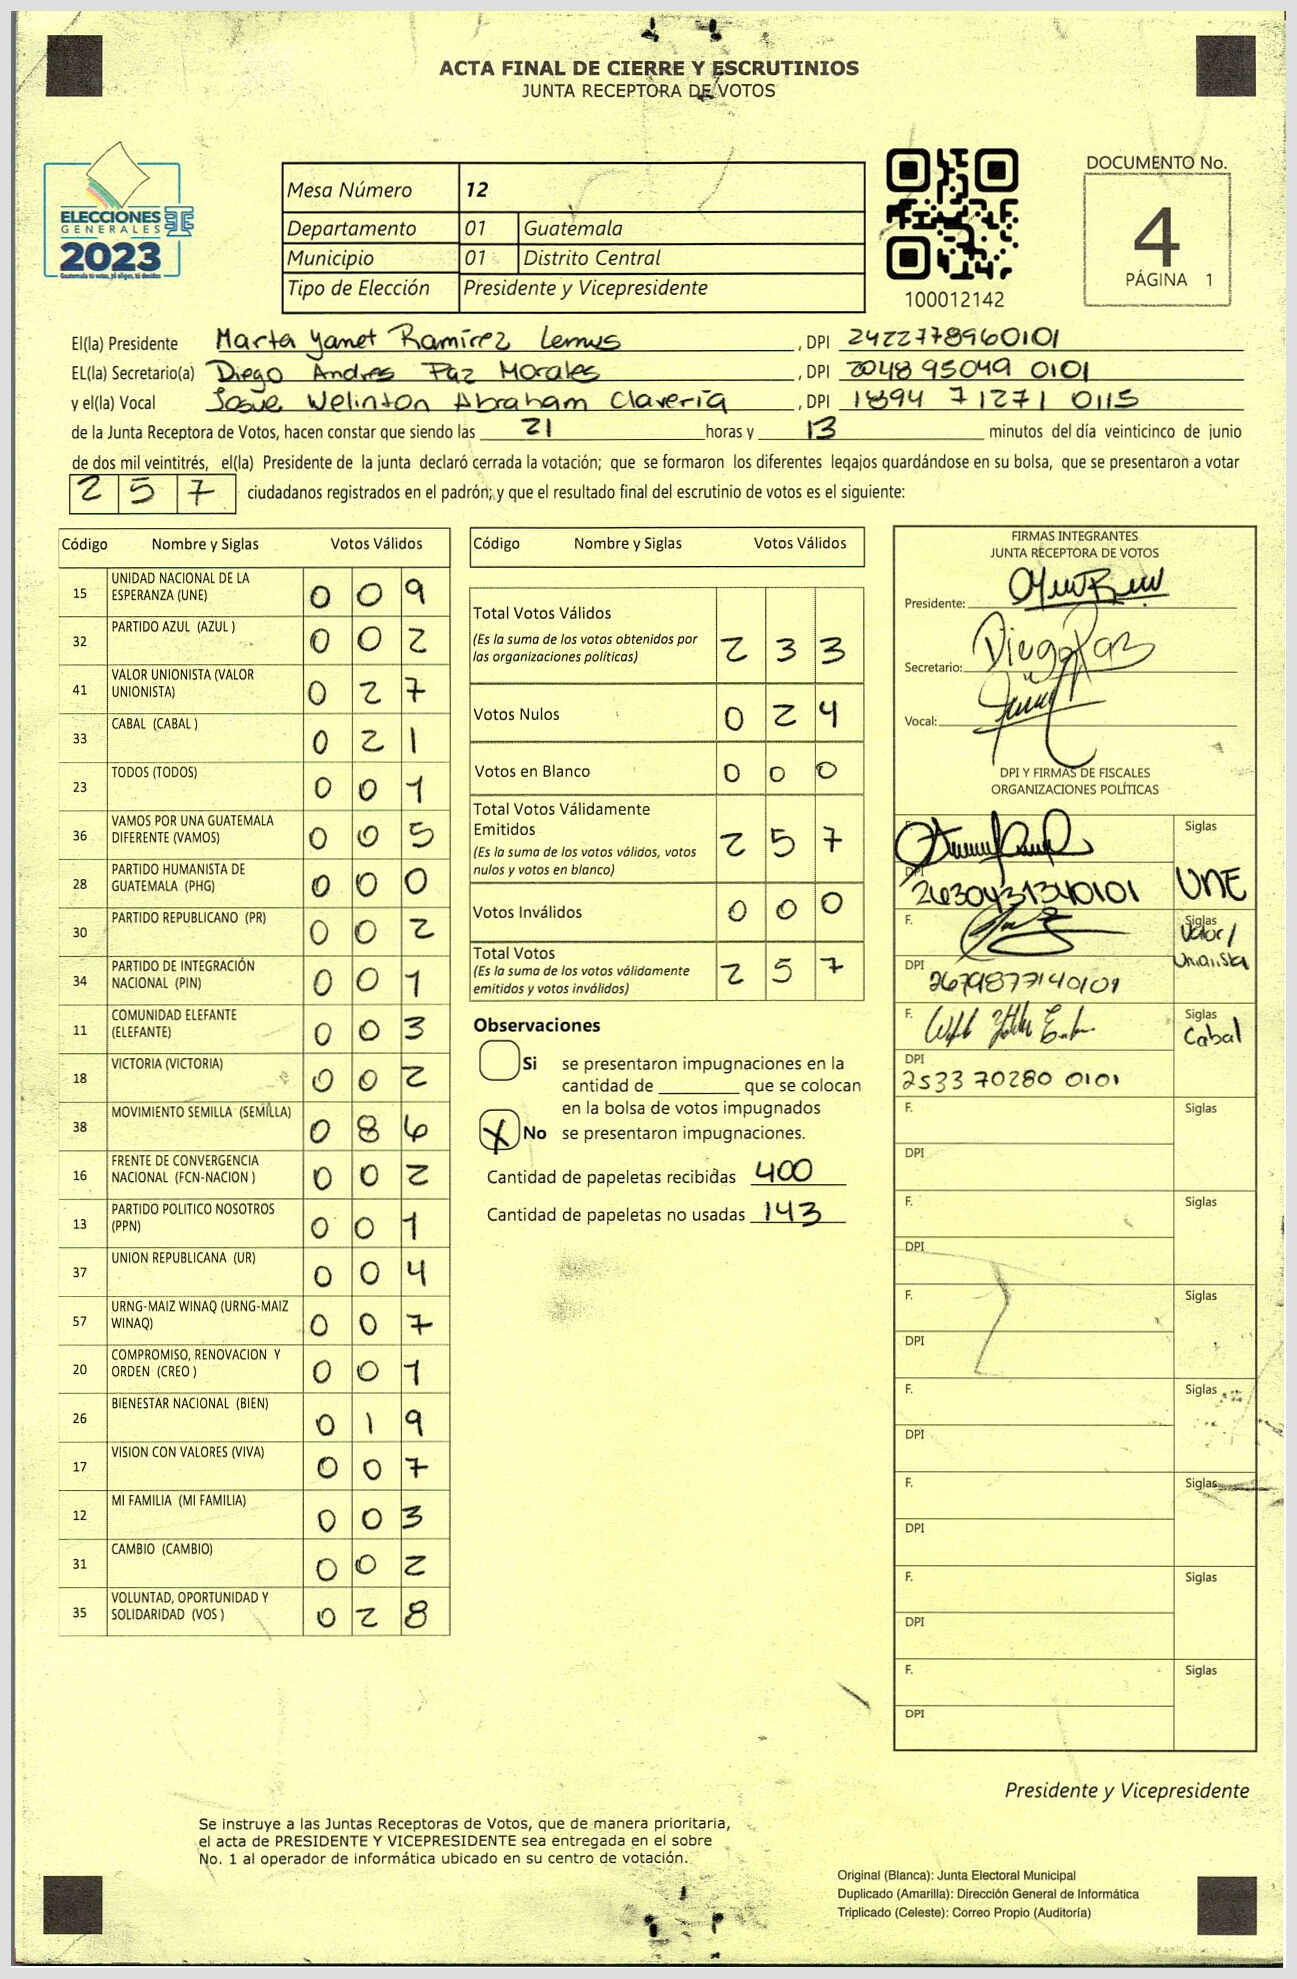 ACTA FINAL DE CIERRE Y ESCRUTINIOS
JUNTA RECEPTORA DE VOTOS
ELECCIONES
GENERALES
2023
Guatemala tú votas, tú eliges, tú decides
Mesa Número 12
Departamento 01 Guatemala
Municipio 01 Distrito Central
Tipo de Elección Presidente y Vicepresidente
100012142
DOCUMENTO No.
4
PÁGINA 1
El(la) Presidente Marta Yanet Ramírez Lemus, DPI 2422778960101
EL(la) Secretario(a) Diego Andres Paz Morales, DPI 2048 95049 0101
y el(la) Vocal Josue Welinton Abraham Clavería, DPI 1894 71271 0115
de la Junta Receptora de Votos, hacen constar que siendo las 21 horas y 13 minutos del día veinticinco de junio
de dos mil veintitrés, el(la) Presidente de la junta declaró cerrada la votación; que se formaron los diferentes legajos guardándose en su bolsa, que se presentaron a votar
257 ciudadanos registrados en el padrón; y que el resultado final del escrutinio de votos es el siguiente:
Código Nombre y Siglas Votos Válidos
15 UNIDAD NACIONAL DE LA ESPERANZA (UNE) 0 0 9
32 PARTIDO AZUL (AZUL ) 0 0 2
41 VALOR UNIONISTA (VALOR UNIONISTA) 0 2 7
33 CABAL (CABAL ) 0 2 1
23 TODOS (TODOS) 0 0 1
36 VAMOS POR UNA GUATEMALA DIFERENTE (VAMOS) 0 0 5
28 PARTIDO HUMANISTA DE GUATEMALA (PHG) 0 0 0
30 PARTIDO REPUBLICANO (PR) 0 0 2
34 PARTIDO DE INTEGRACIÓN NACIONAL (PIN) 0 0 1
11 COMUNIDAD ELEFANTE (ELEFANTE) 0 0 3
18 VICTORIA (VICTORIA) 0 0 2
38 MOVIMIENTO SEMILLA (SEMILLA) 0 8 6
16 FRENTE DE CONVERGENCIA NACIONAL (FCN-NACION ) 0 0 2
13 PARTIDO POLITICO NOSOTROS (PPN) 0 0 1
37 UNION REPUBLICANA (UR) 0 0 4
57 URNG-MAIZ WINAQ (URNG-MAIZ WINAQ) 0 0 7
20 COMPROMISO, RENOVACION Y ORDEN (CREO ) 0 0 1
26 BIENESTAR NACIONAL (BIEN) 0 1 9
17 VISION CON VALORES (VIVA) 0 0 7
12 MI FAMILIA (MI FAMILIA) 0 0 3
31 CAMBIO (CAMBIO) 0 0 2
35 VOLUNTAD, OPORTUNIDAD Y SOLIDARIDAD (VOS ) 0 2 8
Código Nombre y Siglas Votos Válidos
Total Votos Válidos 2 3 3
(Es la suma de los votos obtenidos por
las organizaciones políticas)
Votos Nulos 0 2 4
Votos en Blanco 0 0 0
Total Votos Válidamente
Emitidos 2 5 7
(Es la suma de los votos válidos, votos
nulos y votos en blanco)
Votos Inválidos 0 0 0
Total Votos 2 5 7
(Es la suma de los votos válidamente
emitidos y votos inválidos)
Observaciones
Si se presentaron impugnaciones en la
cantidad de ________ que se colocan
en la bolsa de votos impugnados
X No se presentaron impugnaciones.
Cantidad de papeletas recibidas 400
Cantidad de papeletas no usadas 143
FIRMAS INTEGRANTES
JUNTA RECEPTORA DE VOTOS
Presidente:
Secretario: Diego Paz
Vocal:
DPI Y FIRMAS DE FISCALES
ORGANIZACIONES POLÍTICAS
F. Siglas
DPI 2630431340101 UNE
F. Siglas Valor/
Unionista
DPI 2679877140101
F. Siglas
Cabal
DPI
2533 70280 0101
F. Siglas
DPI
F. Siglas
DPI
F. Siglas
DPI
F. Siglas
DPI
F. Siglas
DPI
F. Siglas
DPI
F. Siglas
DPI
Presidente y Vicepresidente
Se instruye a las Juntas Receptoras de Votos, que de manera prioritaria,
el acta de PRESIDENTE Y VICEPRESIDENTE sea entregada en el sobre
No. 1 al operador de informática ubicado en su centro de votación.
Original (Blanca): Junta Electoral Municipal
Duplicado (Amarilla): Dirección General de Informática
Triplicado (Celeste): Correo Propio (Auditoría)